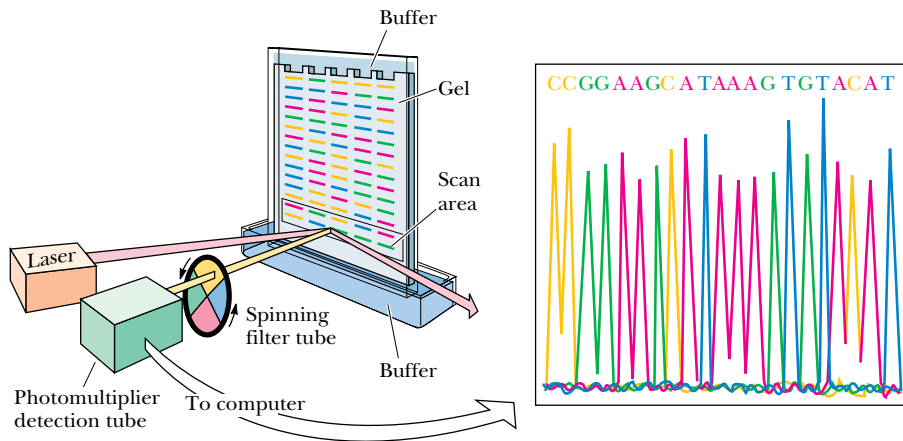 Buffer
Gel
Scan
area
Laser
Spinning
filter tube
Buffer
Photomultiplier
detection tube
To computer
CCGGAAGCATAAAGTGTACAT